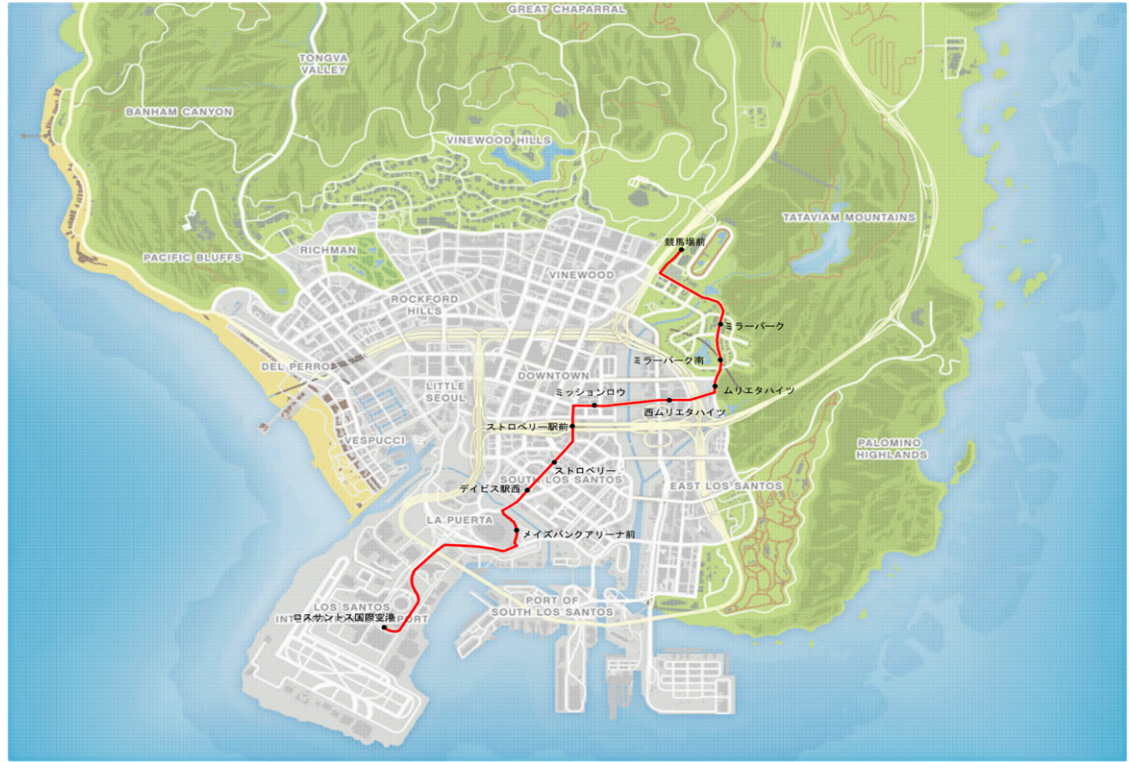 GREAT CHAPARRAL
TONGVA
VALLEY
BANHAM CANYON
VINEWOOD HILLS
TATAVIAM MOUNTAINS
競馬場前
RICHMAN
PACIFIC BLUFFS
VINEWOOD
ROCKFORD
HILLS
ミラーパーク
ミラーパーク南
DEL PERRO
DOWNTOWN
LITTLE
SEOUL
ムリエタハイツ
ミッションロウ
西ムリエタハイツ
ストロベリー駅前
VESPUCCI
PALOMINO
HIGHLANDS
ストロベリー
SOUTH LOS SANTOS
EAST LOS SANTOS
デイビス駅西
LA PUERTA
メイズバンクアリーナ前
PORT OF
SOUTH LOS SANTOS
LOS SANTOS
ロスサントス国際空港